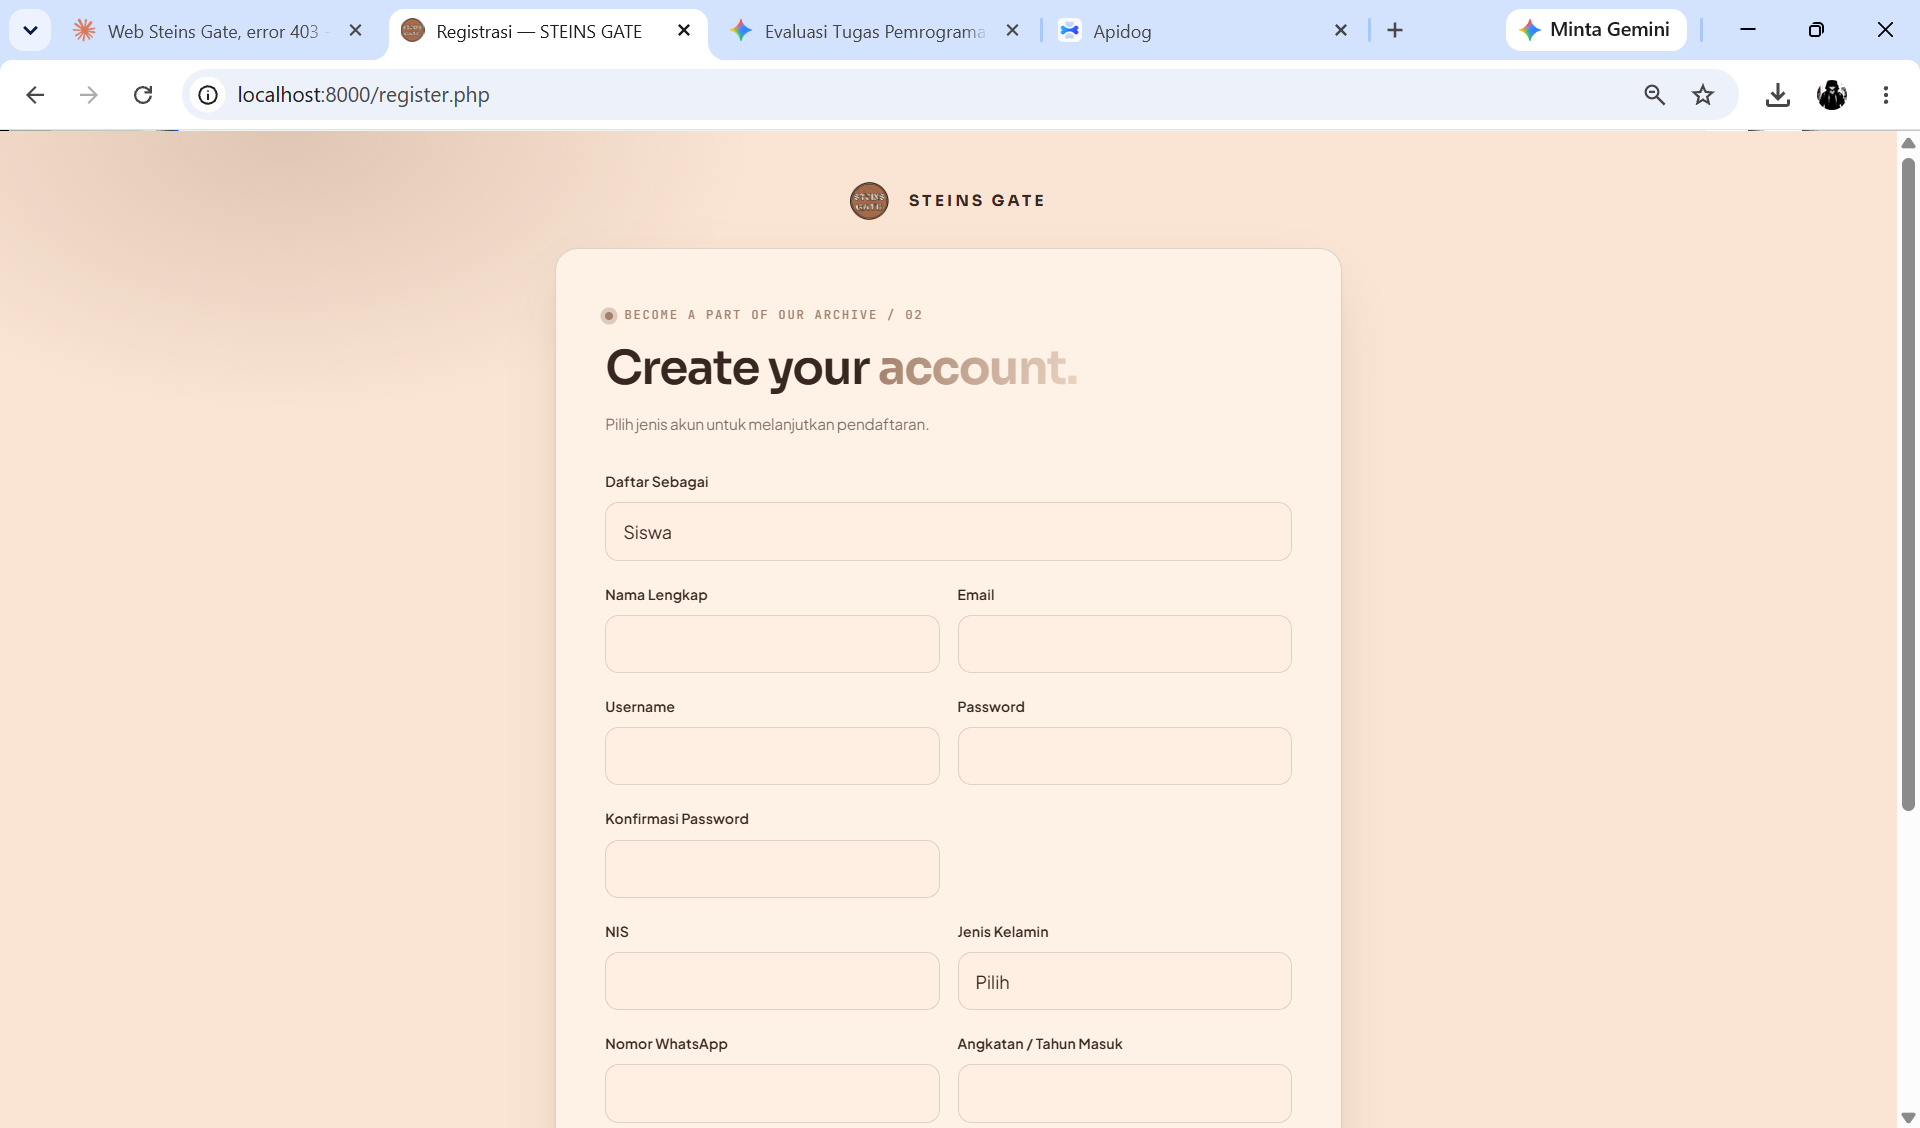 Web Steins Gate, error 403 -
Registrasi — STEINS GATE
Evaluasi Tugas Pemrograma
Apidog
Minta Gemini
localhost:8000/register.php
STEINS GATE
STEINS GATE
BECOME A PART OF OUR ARCHIVE / 02
Create your account.
Pilih jenis akun untuk melanjutkan pendaftaran.
Daftar Sebagai
Siswa
Nama Lengkap
Email
Username
Password
Konfirmasi Password
NIS
Jenis Kelamin
Pilih
Nomor WhatsApp
Angkatan / Tahun Masuk